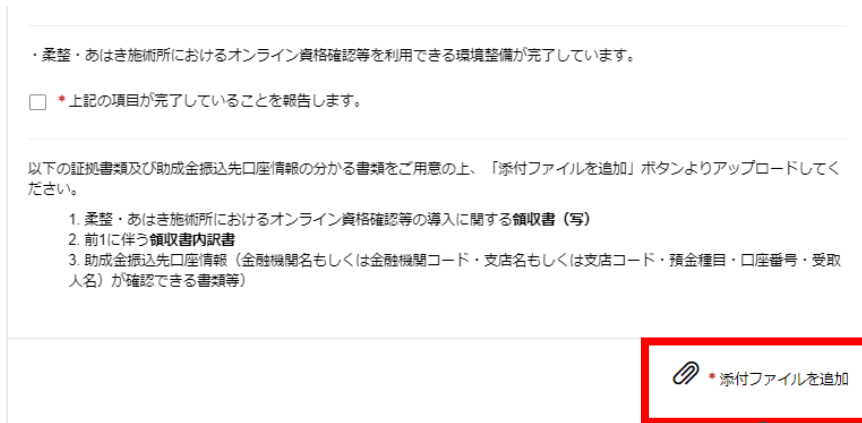 ・柔整・あはき施術所におけるオンライン資格確認等を利用できる環境整備が完了しています。
*上記の項目が完了していることを報告します。
以下の証拠書類及び助成金振込先口座情報の分かる書類をご用意の上、「添付ファイルを追加」ボタンよりアップロードしてく
ださい。
1. 柔整・あはき施術所におけるオンライン資格確認等の導入に関する領収書（写）
2. 前1に伴う領収書内訳書
3. 助成金振込先口座情報（金融機関名もしくは金融機関コード・支店名もしくは支店コード・預金種目・口座番号・受取
人名）が確認できる書類等）
*添付ファイルを追加